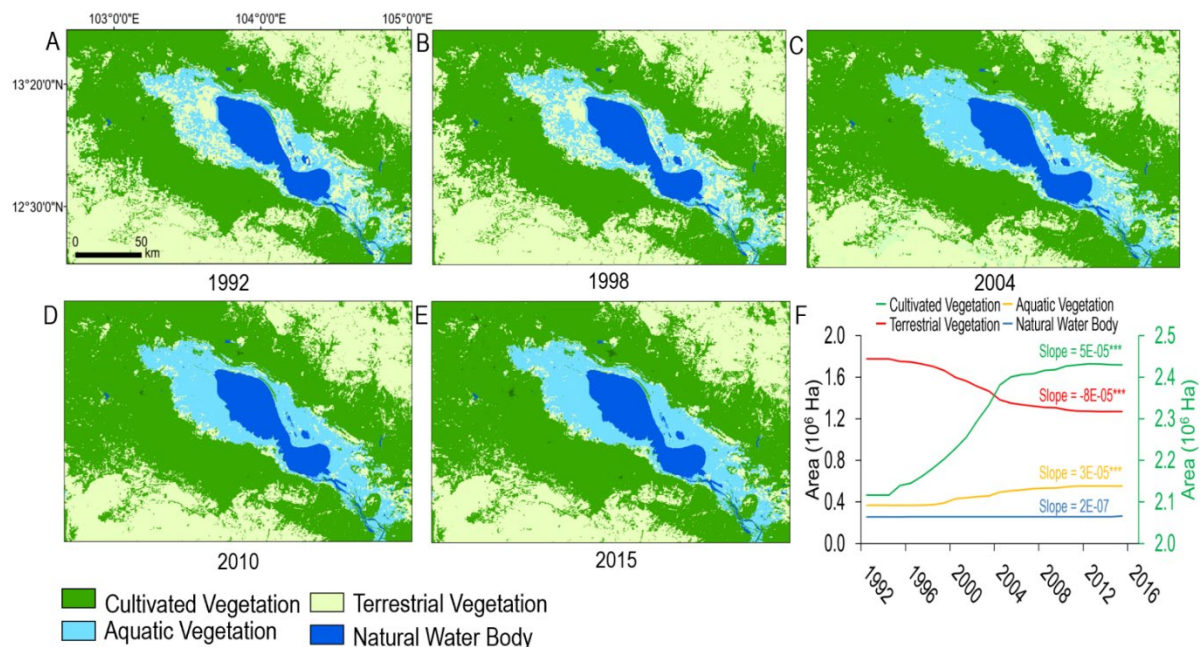 103°0'0"E 104°0'0"E 105°0'0"E
A B C
13°20'0"N
12°30'0"N
0 50
km
1992 1998 2004
D E F
2010 2015
Cultivated Vegetation Aquatic Vegetation
Terrestrial Vegetation Natural Water Body
2.0 2.5
Slope = 5E-05***
1.6 2.4
Slope = -8E-05***
1.2 2.3
0.8 2.2
Slope = 3E-05***
0.4 2.1
Slope = 2E-07
0.0 2.0
Area (10⁶ Ha)
Area (10⁶ Ha)
1992 1996 2000 2004 2008 2012 2016
Cultivated Vegetation Terrestrial Vegetation
Aquatic Vegetation Natural Water Body